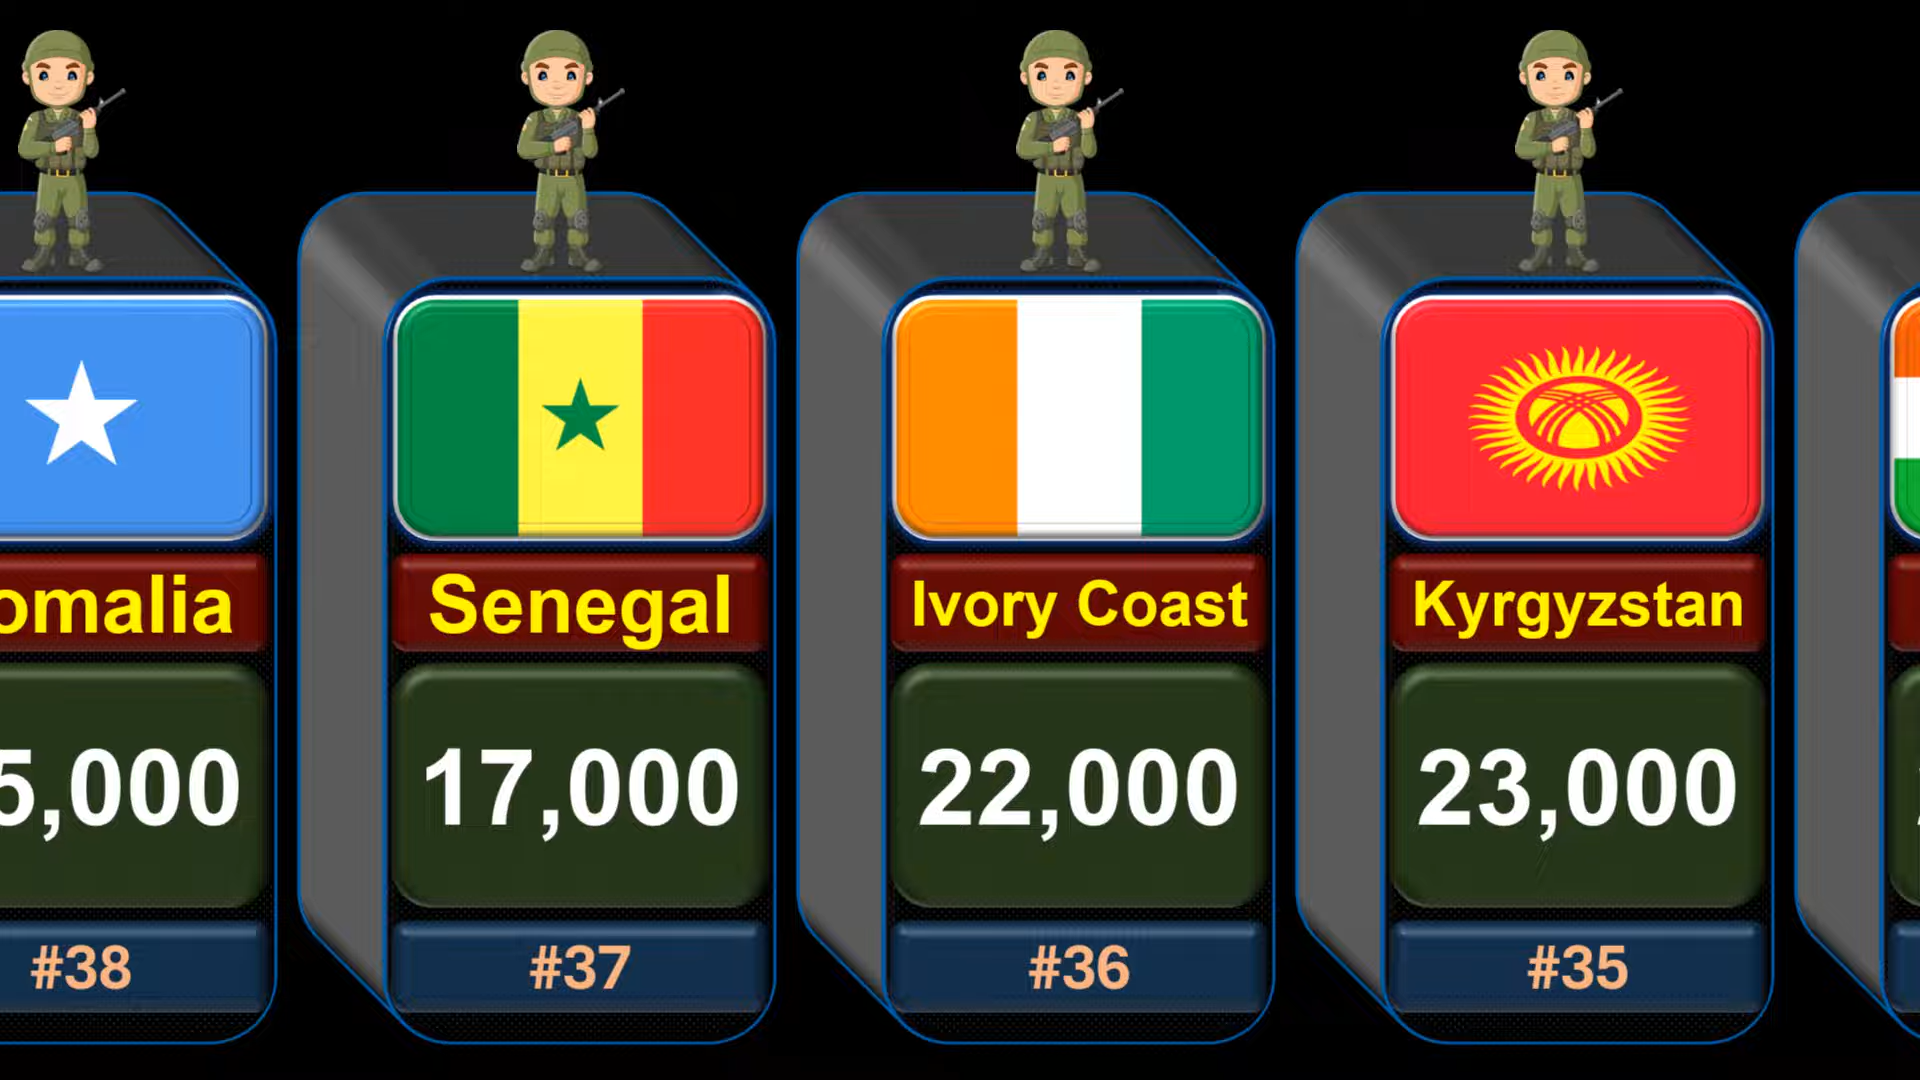 omalia
Senegal
Ivory Coast
Kyrgyzstan
5,000
17,000
22,000
23,000
#38
#37
#36
#35